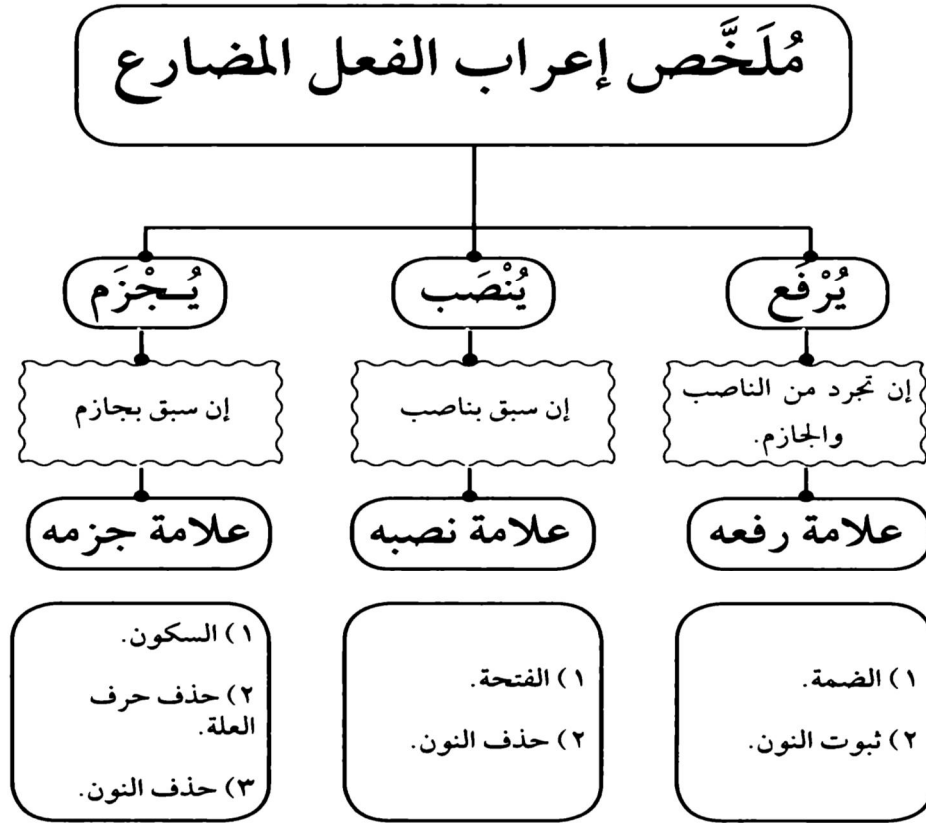 مُلَخَّص إعراب الفعل المضارع
يُرْفَع
يُنْصَب
يُـجْزَم
إن تجرد من الناصب
والجازم.
إن سبق بناصب
إن سبق بجازم
علامة رفعه
علامة نصبه
علامة جزمه
١) الضمة.
٢) ثبوت النون.
١) الفتحة.
٢) حذف النون.
١) السكون.
٢) حذف حرف
العلة.
٣) حذف النون.